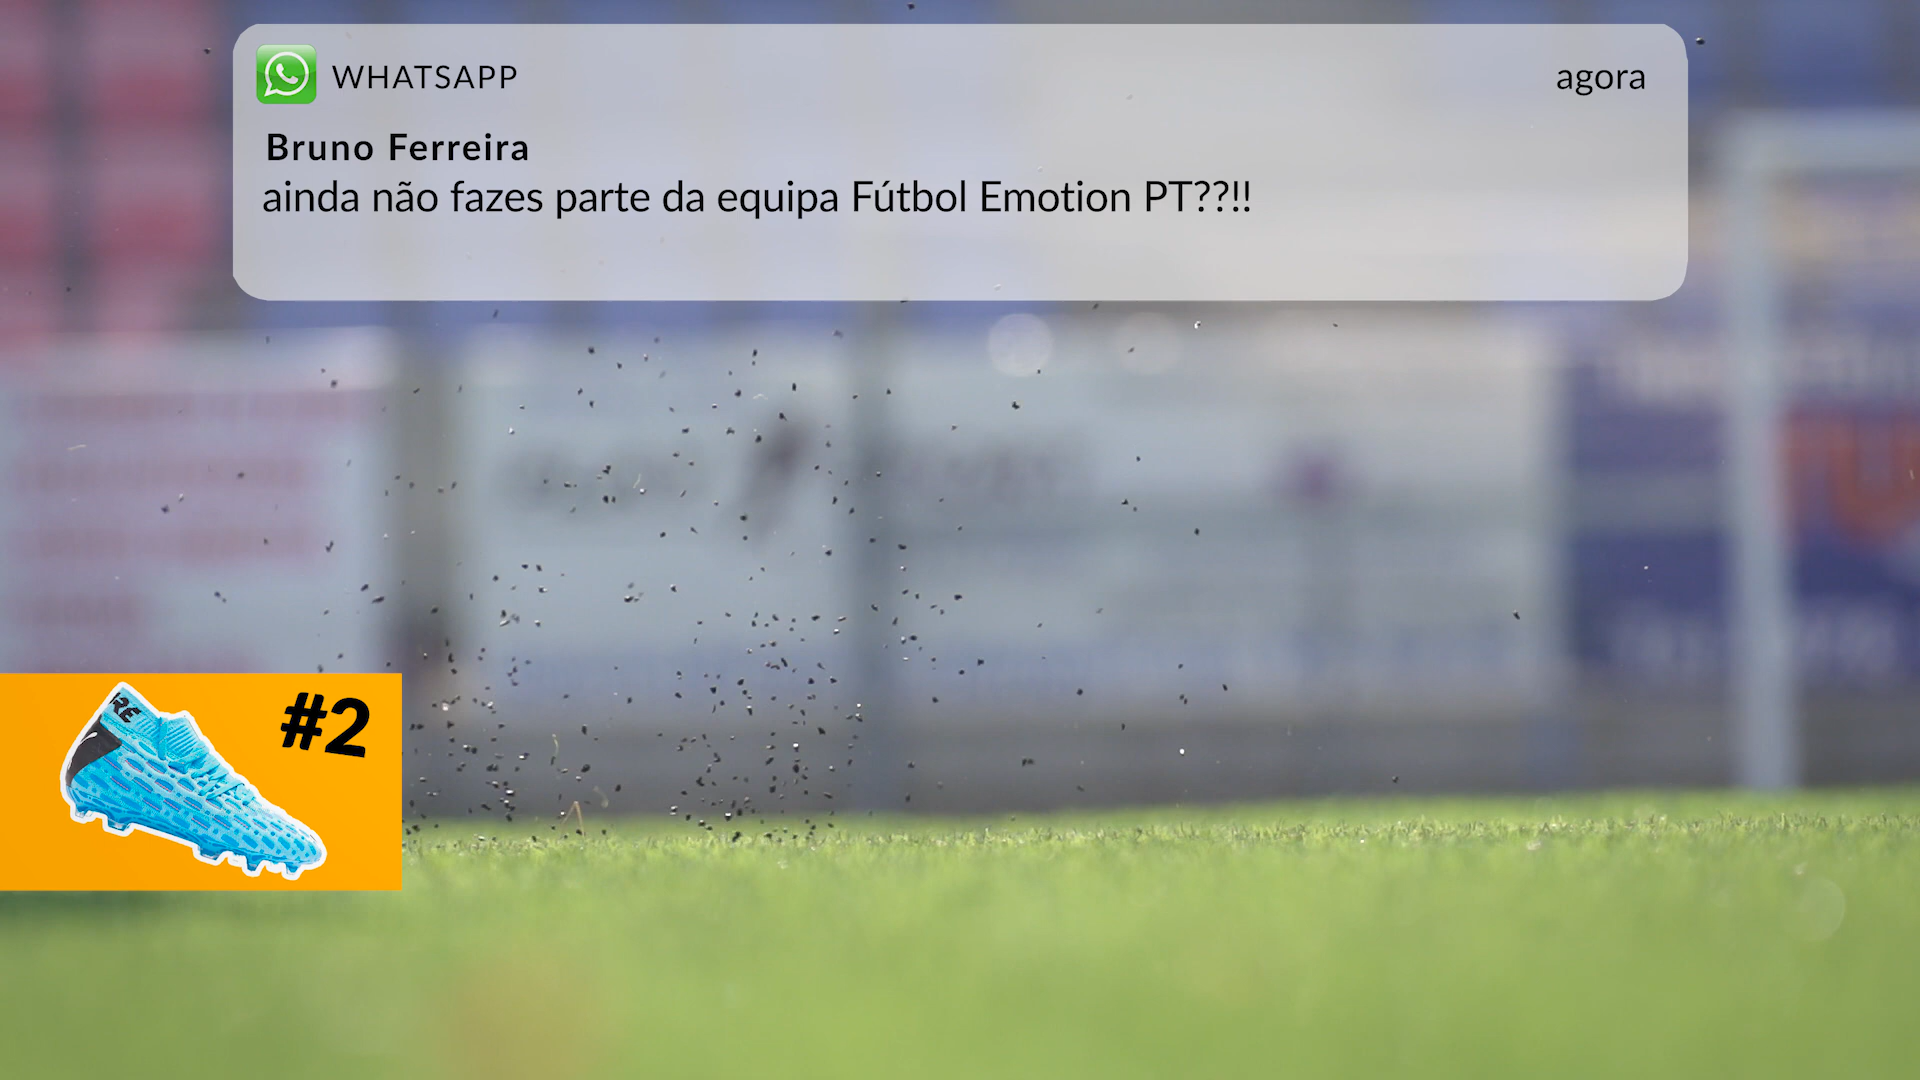 WHATSAPP
agora
Bruno Ferreira
ainda não fazes parte da equipa Fútbol Emotion PT??!!
#2